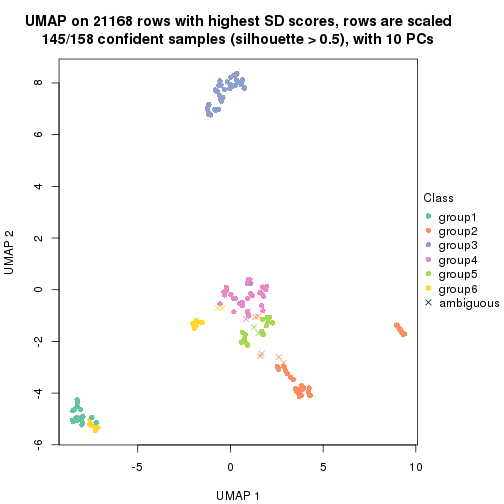 UMAP on 21168 rows with highest SD scores, rows are scaled
145/158 confident samples (silhouette > 0.5), with 10 PCs
8
6
4
2
0
-2
-4
-6
UMAP 2
-5
0
5
10
UMAP 1
Class
group1
group2
group3
group4
group5
group6
ambiguous